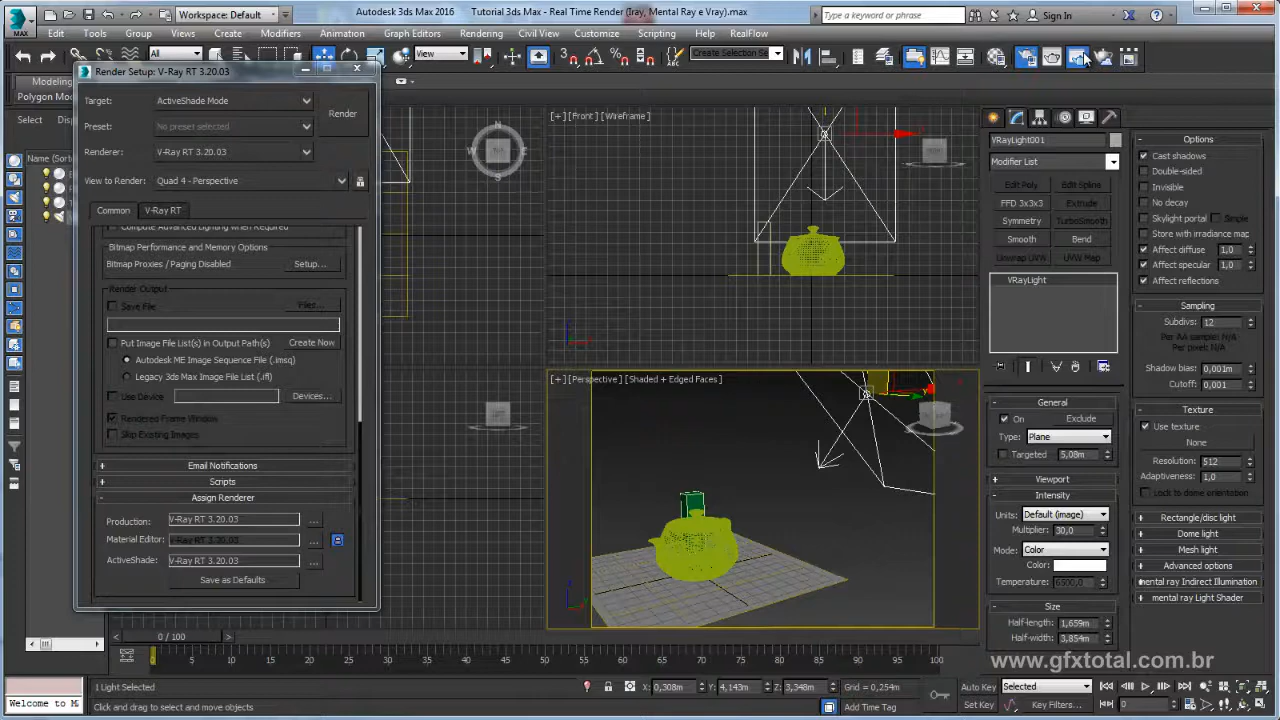 MAX
Workspace: Default
Autodesk 3ds Max 2016
Tutorial 3ds Max - Real Time Render (Iray, Mental Ray e Vray).max
Type a keyword or phrase
Sign In
Edit
Tools
Group
Views
Create
Modifiers
Animation
Graph Editors
Rendering
Civil View
Customize
Scripting
Help
RealFlow
All
View
Create Selection Se
Modeling
Polygon Mod
Select
Name (So
Render Setup: V-Ray RT 3.20.03
Target:
ActiveShade Mode
Preset:
No preset selected
Render
Renderer:
V-Ray RT 3.20.03
View to Render:
Quad 4 - Perspective
Common
V-Ray RT
Compute Advanced Lighting when Required
Bitmap Performance and Memory Options
Bitmap Proxies / Paging Disabled
Setup...
Render Output
Save File
Files...
Put Image File List(s) in Output Path(s)
Create Now
Autodesk ME Image Sequence File (.imsq)
Legacy 3ds Max Image File List (.ifl)
Use Device
Devices...
Rendered Frame Window
Skip Existing Images
Email Notifications
Scripts
Assign Renderer
Production:
V-Ray RT 3.20.03
Material Editor:
V-Ray RT 3.20.03
ActiveShade:
V-Ray RT 3.20.03
Save as Defaults
N
W
E
S
[+] [Front] [Wireframe]
[+] [Perspective] [Shaded + Edged Faces]
VRayLight001
Modifier List
Edit Poly
Edit Spline
FFD 3x3x3
Extrude
Symmetry
TurboSmooth
Smooth
Bend
Unwrap UVW
UVW Map
VRayLight
General
On
Exclude
Type:
Plane
Targeted
5,08m
Viewport
Intensity
Units:
Default (image)
Multiplier:
30,0
Mode:
Color
Color:
Temperature:
6500,0
Size
Half-length:
1,659m
Half-width:
3,854m
Options
Cast shadows
Double-sided
Invisible
No decay
Skylight portal
Simple
Store with irradiance map
Affect diffuse
1,0
Affect specular
1,0
Affect reflections
Sampling
Subdivs:
12
Per AA sample: N/A
Per pixel: N/A
Shadow bias:
0,001m
Cutoff:
0,001
Texture
Use texture
None
Resolution:
512
Adaptiveness:
1,0
Lock to dome orientation
Rectangle/disc light
Dome light
Mesh light
Advanced options
mental ray Indirect Illumination
mental ray Light Shader
www.gfxtotal.com.br
0 / 100
0 5 10 15 20 25 30 35 40 45 50 55 60 65 70 75 80 85 90 95 100
1 Light Selected
X: 0,308m
Y: 4,143m
Z: 3,348m
Grid = 0,254m
Auto Key
Selected
Welcome to M
Click and drag to select and move objects
Add Time Tag
Set Key
Key Filters...
0